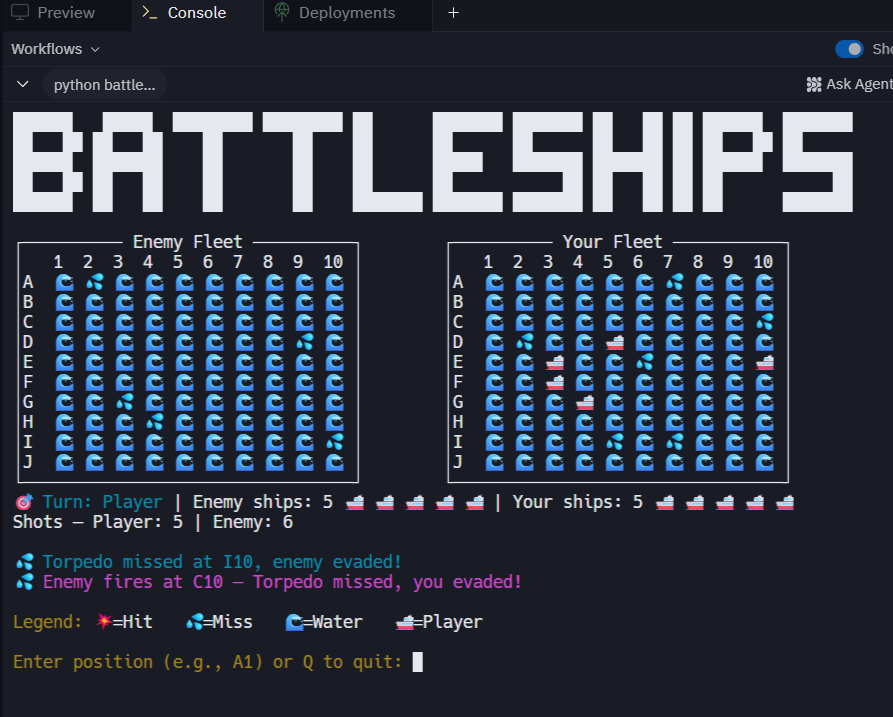 Preview Console Deployments +
Workflows Sho
python battle... Ask Agent
BATTLESHIPS
Enemy Fleet Your Fleet
1 2 3 4 5 6 7 8 9 10 1 2 3 4 5 6 7 8 9 10
A 🌊 💦 🌊 🌊 🌊 🌊 🌊 🌊 🌊 🌊 A 🌊 🌊 🌊 🌊 🌊 🌊 💦 🌊 🌊 🌊
B 🌊 🌊 🌊 🌊 🌊 🌊 🌊 🌊 🌊 🌊 B 🌊 🌊 🌊 🌊 🌊 🌊 🌊 🌊 🌊 🌊
C 🌊 🌊 🌊 🌊 🌊 🌊 🌊 🌊 🌊 🌊 C 🌊 🌊 🌊 🌊 🌊 🌊 🌊 🌊 🌊 💦
D 🌊 🌊 🌊 🌊 🌊 🌊 🌊 🌊 💦 🌊 D 🌊 💦 🌊 🌊 🚢 🌊 🌊 🌊 🌊 🌊
E 🌊 🌊 🌊 🌊 🌊 🌊 🌊 🌊 🌊 🌊 E 🌊 🌊 🚢 🌊 🌊 💦 🌊 🌊 🌊 🚢
F 🌊 🌊 🌊 🌊 🌊 🌊 🌊 🌊 🌊 🌊 F 🌊 🌊 🚢 🌊 🌊 🌊 🌊 🌊 🌊 🌊
G 🌊 🌊 💦 🌊 🌊 🌊 🌊 🌊 🌊 🌊 G 🌊 🌊 🌊 🚢 🌊 🌊 🌊 🌊 🌊 🌊
H 🌊 🌊 🌊 💦 🌊 🌊 🌊 🌊 🌊 🌊 H 🌊 🌊 🌊 🌊 🌊 🌊 🌊 🌊 🌊 🌊
I 🌊 🌊 🌊 🌊 🌊 🌊 🌊 🌊 🌊 💦 I 🌊 🌊 🌊 🌊 💦 🌊 💦 🌊 🌊 🌊
J 🌊 🌊 🌊 🌊 🌊 🌊 🌊 🌊 🌊 🌊 J 🌊 🌊 🌊 🌊 🌊 🌊 🌊 🌊 🌊 🌊
🎯 Turn: Player | Enemy ships: 5 🚢 🚢 🚢 🚢 🚢 | Your ships: 5 🚢 🚢 🚢 🚢 🚢
Shots — Player: 5 | Enemy: 6
💦 Torpedo missed at I10, enemy evaded!
💦 Enemy fires at C10 — Torpedo missed, you evaded!
Legend: 💥=Hit 💦=Miss 🌊=Water 🚢=Player
Enter position (e.g., A1) or Q to quit: